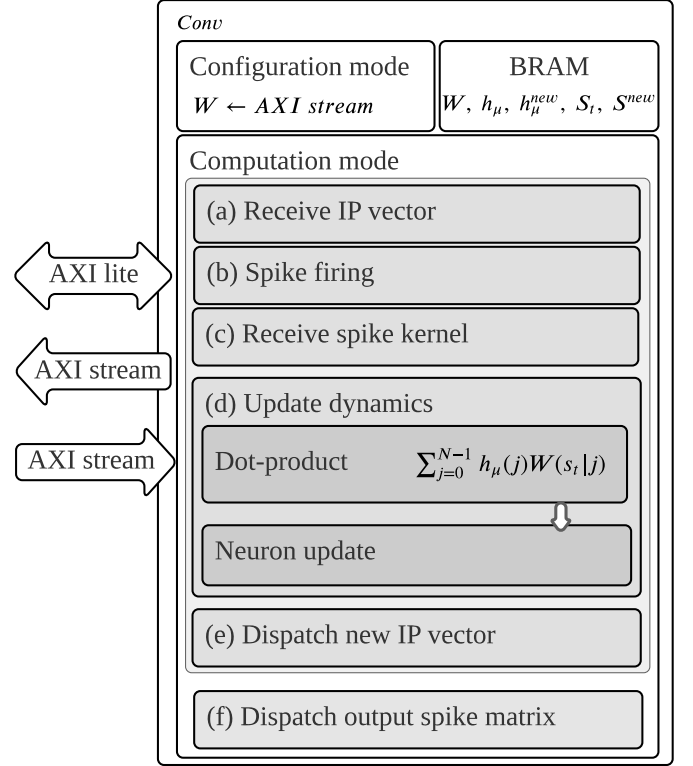 Conv
Configuration mode
W ← AXI stream
BRAM
W, h_μ, h_μ^{new}, S_t, S^{new}
Computation mode
(a) Receive IP vector
(b) Spike firing
(c) Receive spike kernel
(d) Update dynamics
Dot-product ∑_{j=0}^{N−1} h_μ(j)W(s_t|j)
Neuron update
(e) Dispatch new IP vector
(f) Dispatch output spike matrix
AXI lite
AXI stream
AXI stream